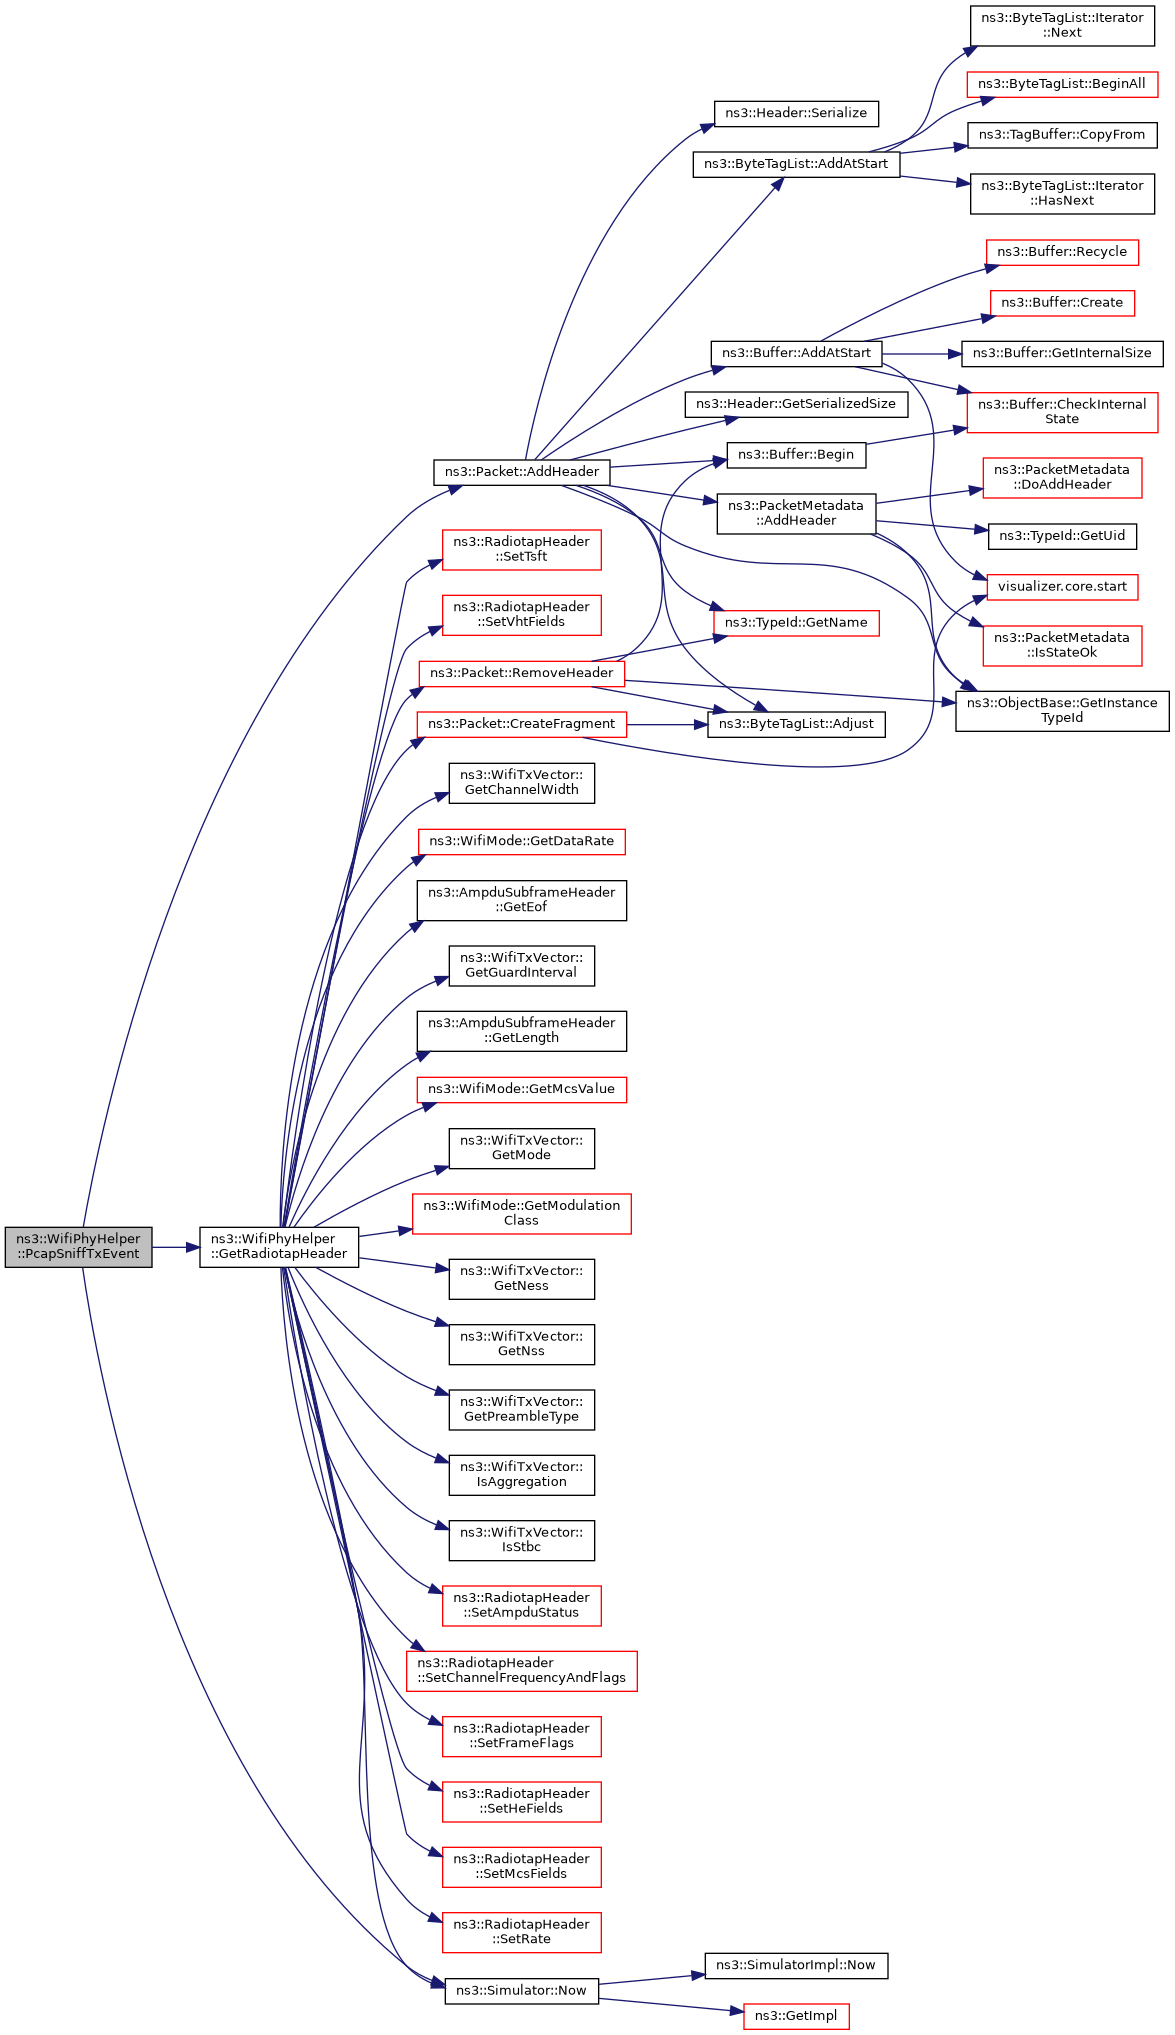 ns3::WifiPhyHelper
::PcapSniffTxEvent
ns3::Packet::AddHeader
ns3::WifiPhyHelper
::GetRadiotapHeader
ns3::Simulator::Now
ns3::RadiotapHeader
::SetTsft
ns3::RadiotapHeader
::SetVhtFields
ns3::Packet::RemoveHeader
ns3::Packet::CreateFragment
ns3::WifiTxVector::
GetChannelWidth
ns3::WifiMode::GetDataRate
ns3::AmpduSubframeHeader
::GetEof
ns3::WifiTxVector::
GetGuardInterval
ns3::AmpduSubframeHeader
::GetLength
ns3::WifiMode::GetMcsValue
ns3::WifiTxVector::
GetMode
ns3::WifiMode::GetModulation
Class
ns3::WifiTxVector::
GetNess
ns3::WifiTxVector::
GetNss
ns3::WifiTxVector::
GetPreambleType
ns3::WifiTxVector::
IsAggregation
ns3::WifiTxVector::
IsStbc
ns3::RadiotapHeader
::SetAmpduStatus
ns3::RadiotapHeader
::SetChannelFrequencyAndFlags
ns3::RadiotapHeader
::SetFrameFlags
ns3::RadiotapHeader
::SetHeFields
ns3::RadiotapHeader
::SetMcsFields
ns3::RadiotapHeader
::SetRate
ns3::Header::Serialize
ns3::ByteTagList::AddAtStart
ns3::Buffer::AddAtStart
ns3::Header::GetSerializedSize
ns3::Buffer::Begin
ns3::PacketMetadata
::AddHeader
ns3::TypeId::GetName
ns3::ByteTagList::Adjust
ns3::SimulatorImpl::Now
ns3::GetImpl
ns3::ByteTagList::Iterator
::Next
ns3::ByteTagList::BeginAll
ns3::TagBuffer::CopyFrom
ns3::ByteTagList::Iterator
::HasNext
ns3::Buffer::Recycle
ns3::Buffer::Create
ns3::Buffer::GetInternalSize
ns3::Buffer::CheckInternal
State
ns3::PacketMetadata
::DoAddHeader
ns3::TypeId::GetUid
visualizer.core.start
ns3::PacketMetadata
::IsStateOk
ns3::ObjectBase::GetInstance
TypeId